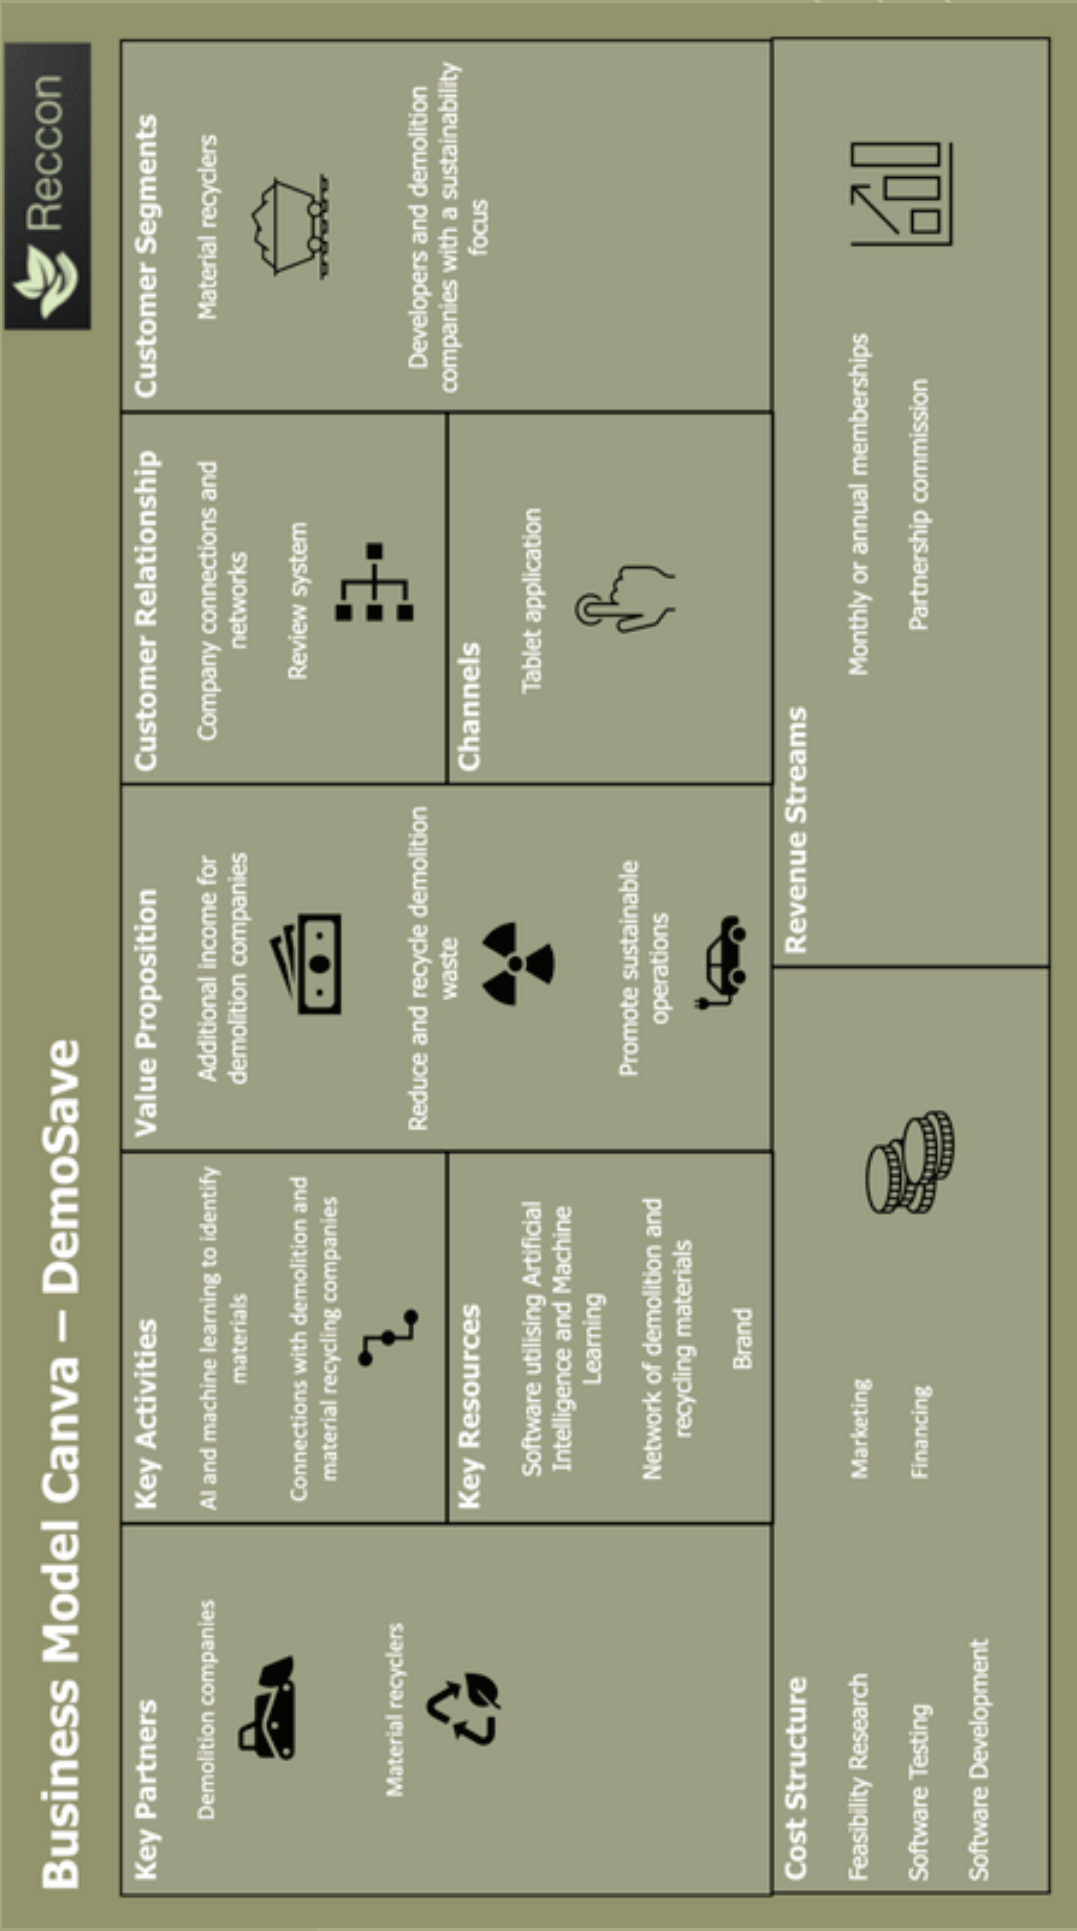 Business Model Canva – DemoSave
Reccon
Key Partners
Demolition companies
Material recyclers
Key Activities
AI and machine learning to identify
materials
Connections with demolition and
material recycling companies
Key Resources
Software utilising Artificial
Intelligence and Machine
Learning
Network of demolition and
recycling materials
Brand
Value Proposition
Additional income for
demolition companies
Reduce and recycle demolition
waste
Promote sustainable
operations
Customer Relationship
Company connections and
networks
Review system
Channels
Tablet application
Customer Segments
Material recyclers
Developers and demolition
companies with a sustainability
focus
Cost Structure
Feasibility Research
Software Testing
Software Development
Marketing
Financing
Revenue Streams
Monthly or annual memberships
Partnership commission